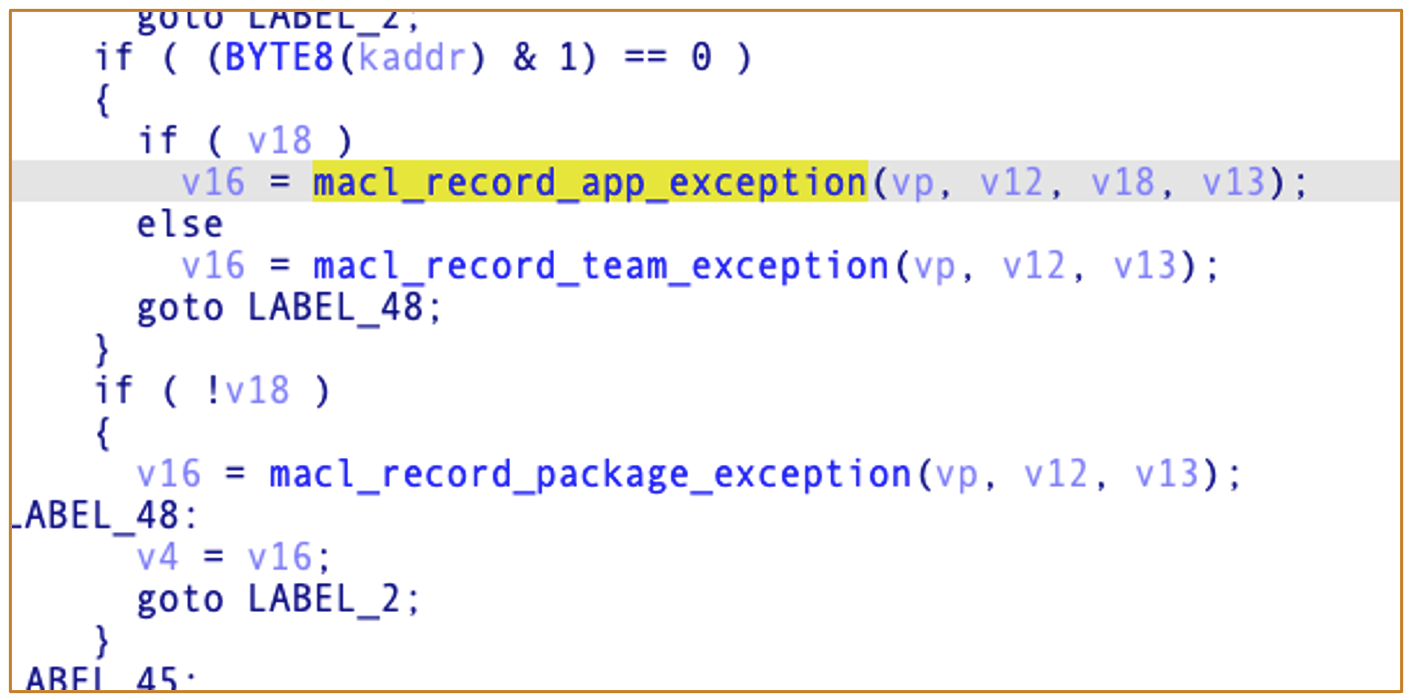 goto LABEL_2;
if ( (BYTE8(kaddr) & 1) == 0 )
{
if ( v18 )
v16 = macl_record_app_exception(vp, v12, v18, v13);
else
v16 = macl_record_team_exception(vp, v12, v13);
goto LABEL_48;
}
if ( !v18 )
{
v16 = macl_record_package_exception(vp, v12, v13);
LABEL_48:
v4 = v16;
goto LABEL_2;
}
LABEL_45: